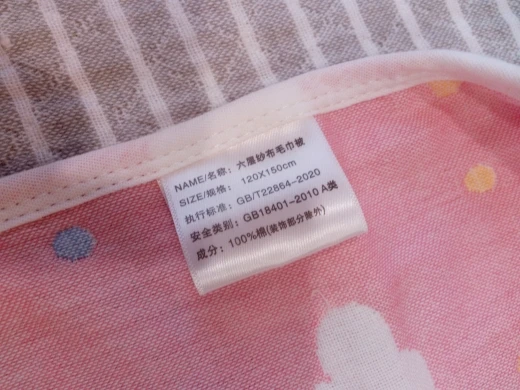 NAME/名称：六层纱布毛巾被
SIZE/规格：120X150cm
执行标准：GB/T22864-2020
安全类别：GB18401-2010 A类
成分：100%棉(装饰部分除外)